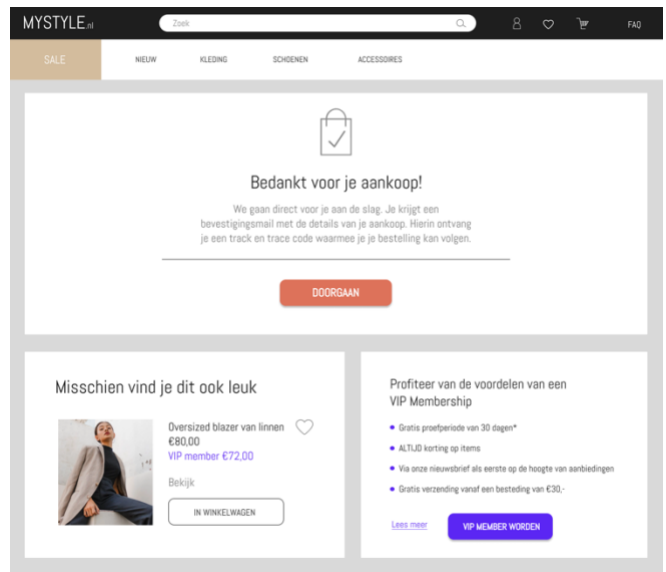 MYSTYLE.nl
Zoek
FAQ
SALE
NIEUW
KLEDING
SCHOENEN
ACCESSOIRES
Bedankt voor je aankoop!
We gaan direct voor je aan de slag. Je krijgt een
bevestigingsmail met de details van je aankoop. Hierin ontvang
je een track en trace code waarmee je je bestelling kan volgen.
DOORGAAN
Misschien vind je dit ook leuk
Oversized blazer van linnen
€80,00
VIP member €72,00
Bekijk
IN WINKELWAGEN
Profiteer van de voordelen van een
VIP Membership
Gratis proefperiode van 30 dagen*
ALTIJD korting op items
Via onze nieuwsbrief als eerste op de hoogte van aanbiedingen
Gratis verzending vanaf een besteding van €30,-
Lees meer
VIP MEMBER WORDEN